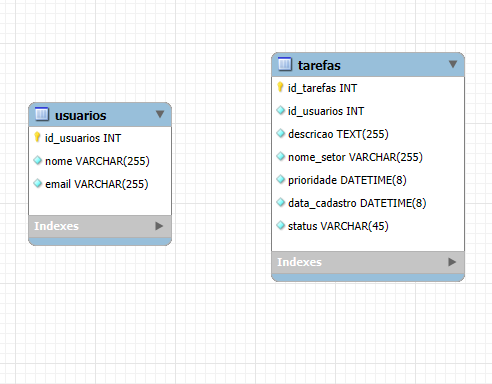 usuarios
id_usuarios INT
nome VARCHAR(255)
email VARCHAR(255)
Indexes
tarefas
id_tarefas INT
id_usuarios INT
descricao TEXT(255)
nome_setor VARCHAR(255)
prioridade DATETIME(8)
data_cadastro DATETIME(8)
status VARCHAR(45)
Indexes